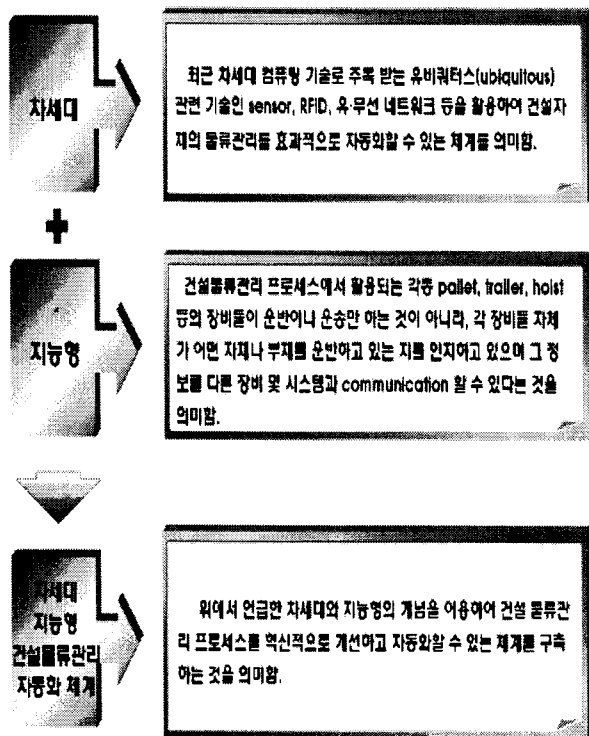 차세대
최근 차세대 컴퓨팅 기술로 주목 받는 유비쿼터스(ubiquitous)
관련 기술인 sensor, RFID, 유·무선 네트워크 등을 활용하여 건설자
재의 물류관리를 효과적으로 자동화할 수 있는 체계를 의미함.
+
지능형
건설물류관리 프로세스에서 활용되는 각종 pallet, trailer, hoist
등의 장비들이 운반이나 운송만 하는 것이 아니라, 각 장비들 자체
가 어떤 자재나 부재를 운반하고 있는 지를 인지하고 있으며 그 정
보를 다른 장비 및 시스템과 communication 할 수 있다는 것을
의미함.
차세대
지능형
건설물류관리
자동화 체계
위에서 언급한 차세대와 지능형의 개념을 이용하여 건설 물류관
리 프로세스를 혁신적으로 개선하고 자동화할 수 있는 체계를 구축
하는 것을 의미함.